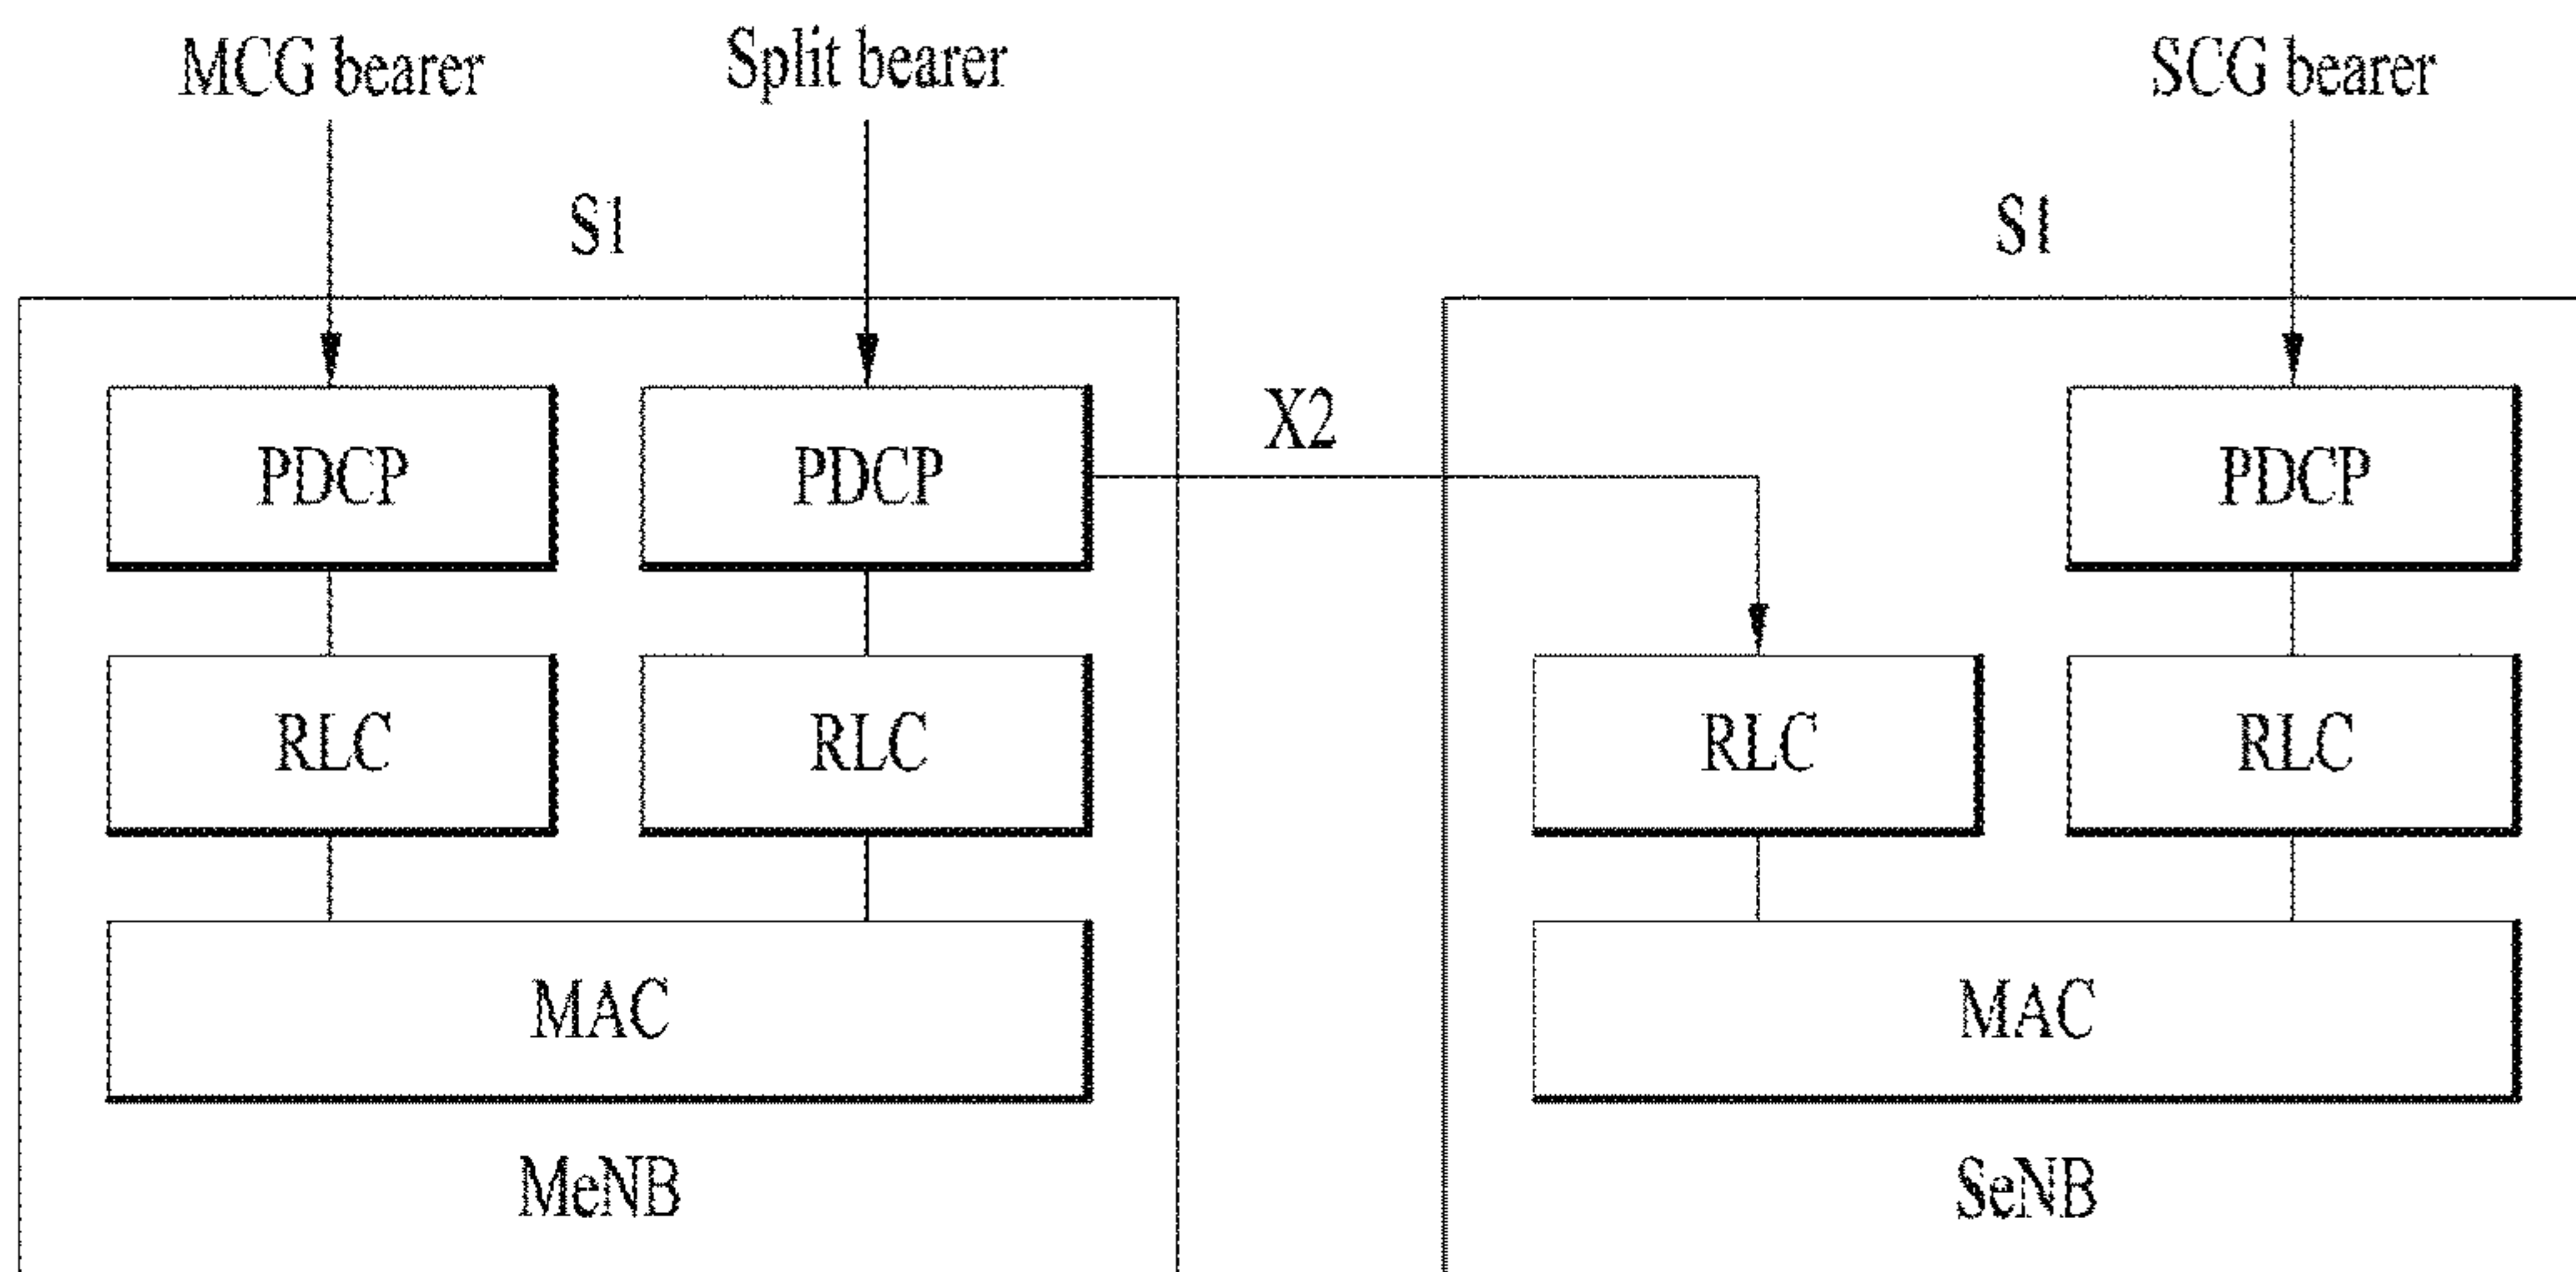 MCG bearer
Split bearer
SCG bearer
S1
S1
X2
PDCP
PDCP
PDCP
RLC
RLC
RLC
RLC
MAC
MAC
MeNB
SeNB